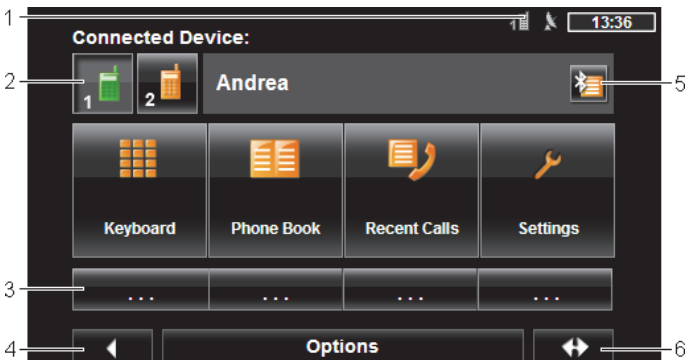 1
1
13:36
Connected Device:
2
1
2
Andrea
5
Keyboard
Phone Book
Recent Calls
Settings
3
...
...
...
...
4
Options
6